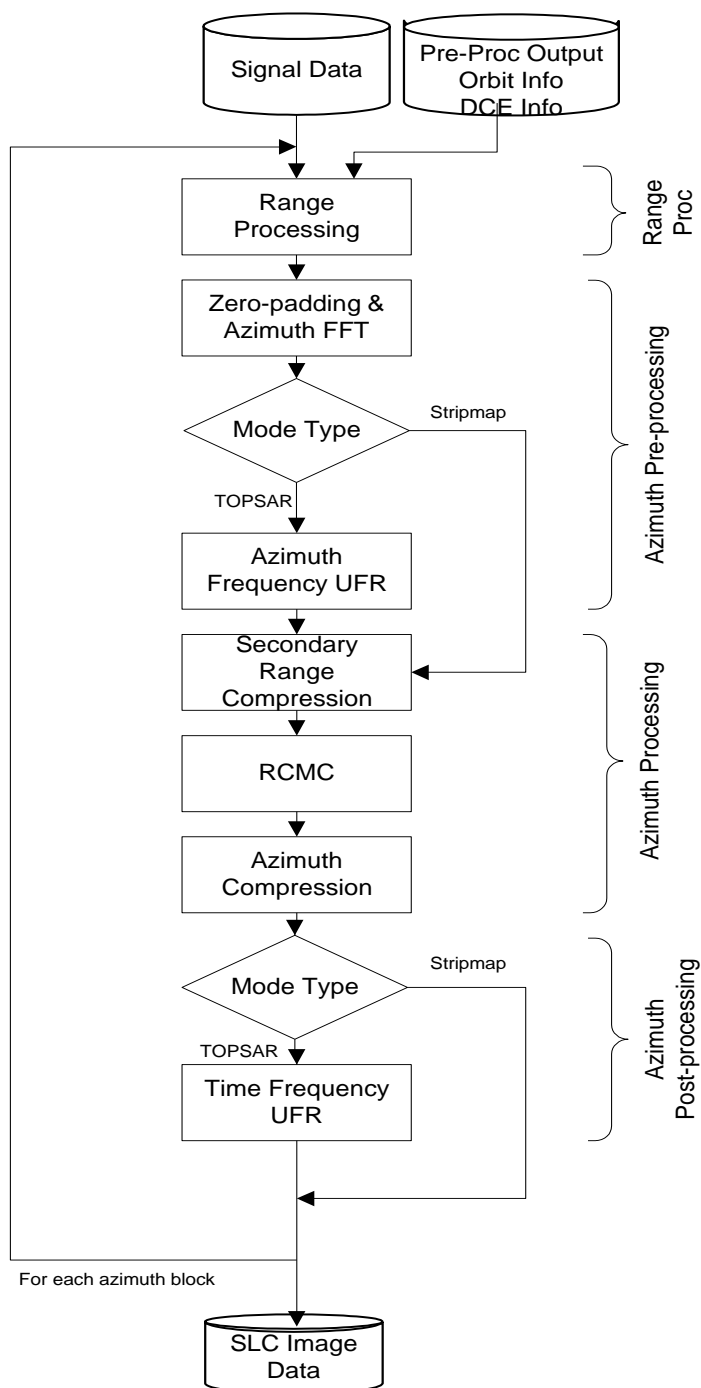 Signal Data
Pre-Proc Output
Orbit Info
DCE Info
Range
Processing
Range
Proc
Zero-padding &
Azimuth FFT
Mode Type
Stripmap
TOPSAR
Azimuth
Frequency UFR
Azimuth Pre-processing
Secondary
Range
Compression
RCMC
Azimuth
Compression
Azimuth Processing
Mode Type
Stripmap
TOPSAR
Time Frequency
UFR
Azimuth
Post-processing
For each azimuth block
SLC Image
Data